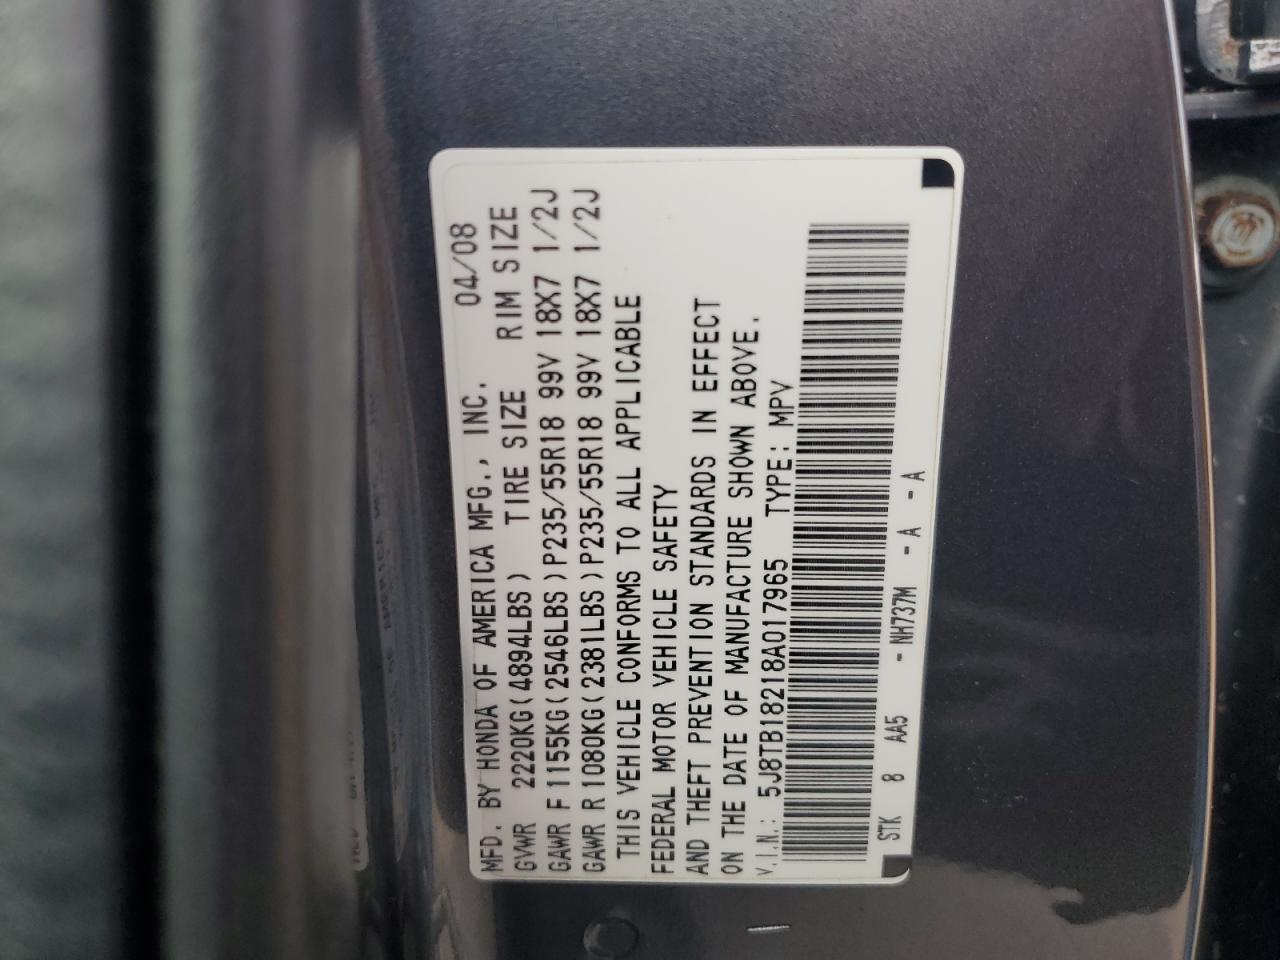 MFD. BY HONDA OF AMERICA MFG., INC. 04/08
GVWR 2220KG(4894LBS) TIRE SIZE RIM SIZE
GAWR F 1155KG(2546LBS)P235/55R18 99V 18X7 1/2J
GAWR R 1080KG(2381LBS)P235/55R18 99V 18X7 1/2J
THIS VEHICLE CONFORMS TO ALL APPLICABLE
FEDERAL MOTOR VEHICLE SAFETY
AND THEFT PREVENTION STANDARDS IN EFFECT
ON THE DATE OF MANUFACTURE SHOWN ABOVE.
V.I.N.: 5J8TB18218A017965 TYPE: MPV
STK 8 AA5 - NH737M - A - A